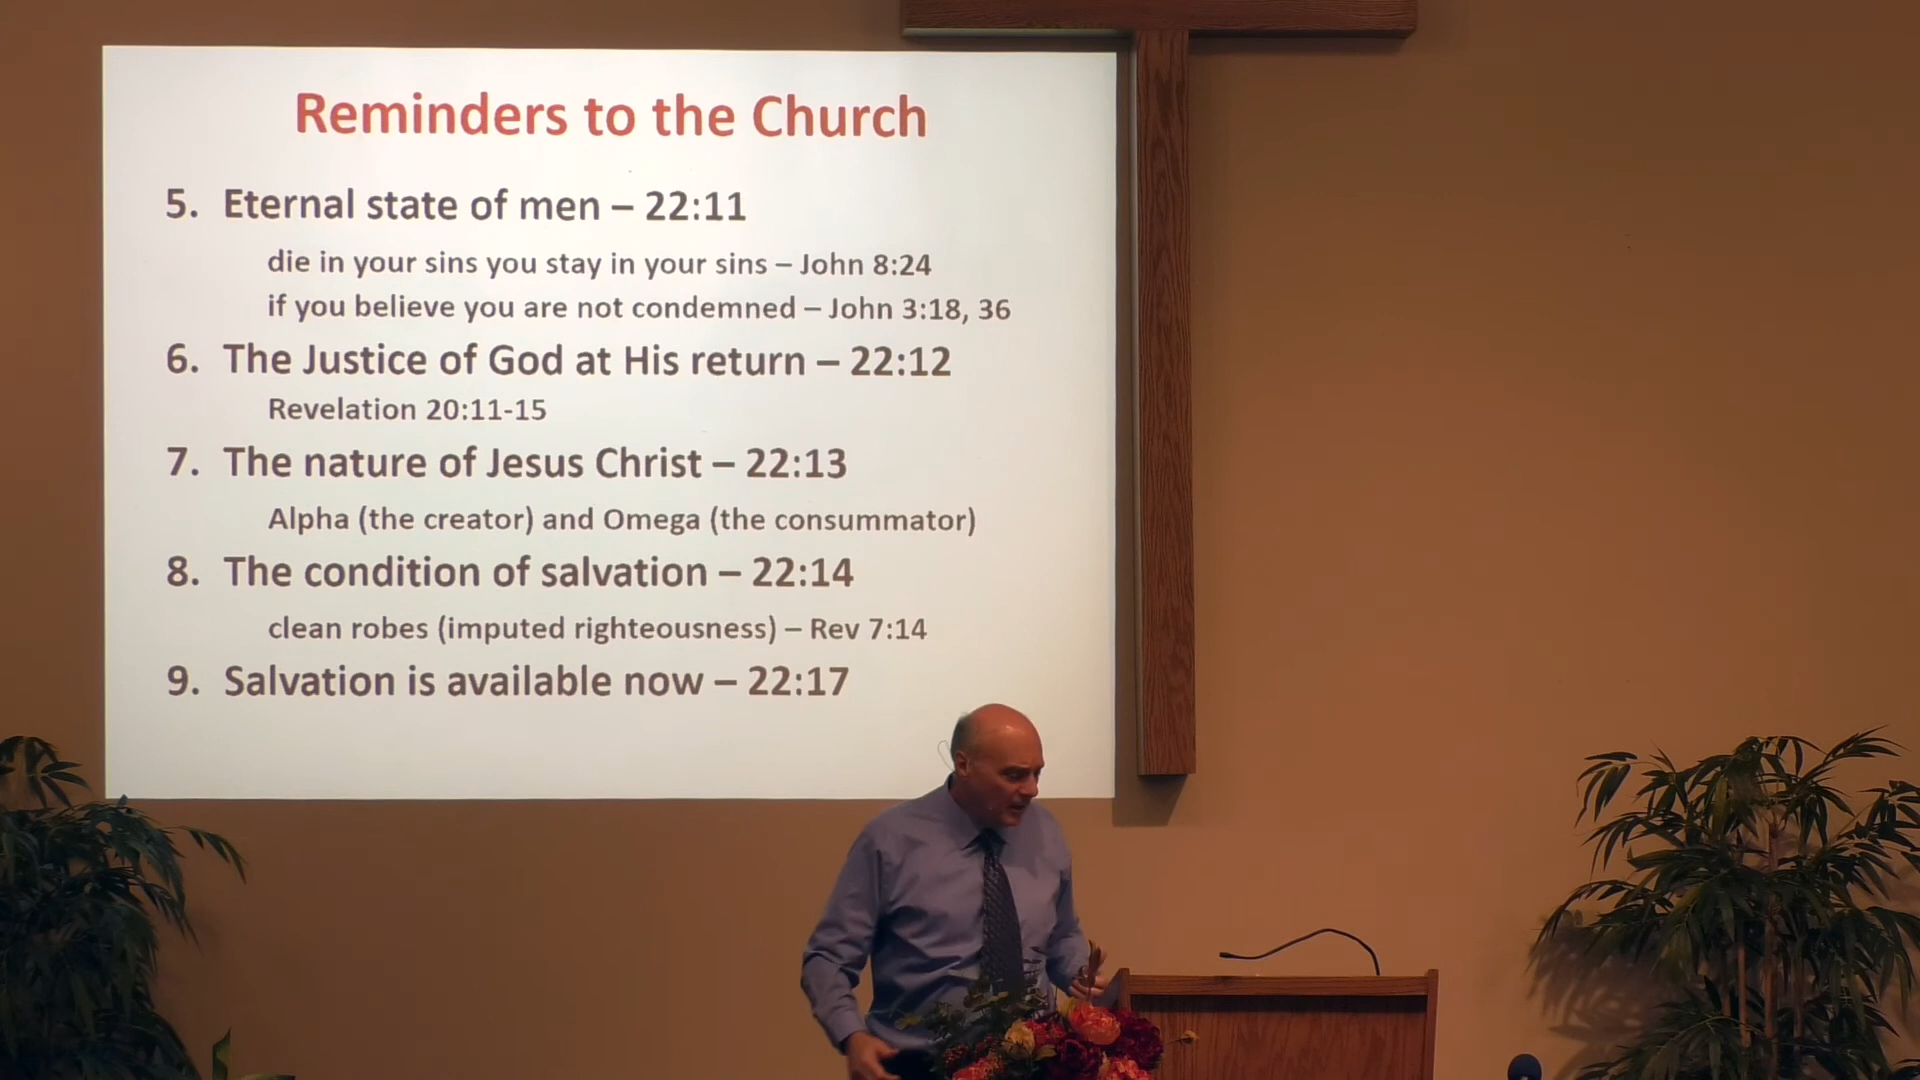 Reminders to the Church
5. Eternal state of men – 22:11
die in your sins you stay in your sins – John 8:24
if you believe you are not condemned – John 3:18, 36
6. The Justice of God at His return – 22:12
Revelation 20:11-15
7. The nature of Jesus Christ – 22:13
Alpha (the creator) and Omega (the consummator)
8. The condition of salvation – 22:14
clean robes (imputed righteousness) – Rev 7:14
9. Salvation is available now – 22:17